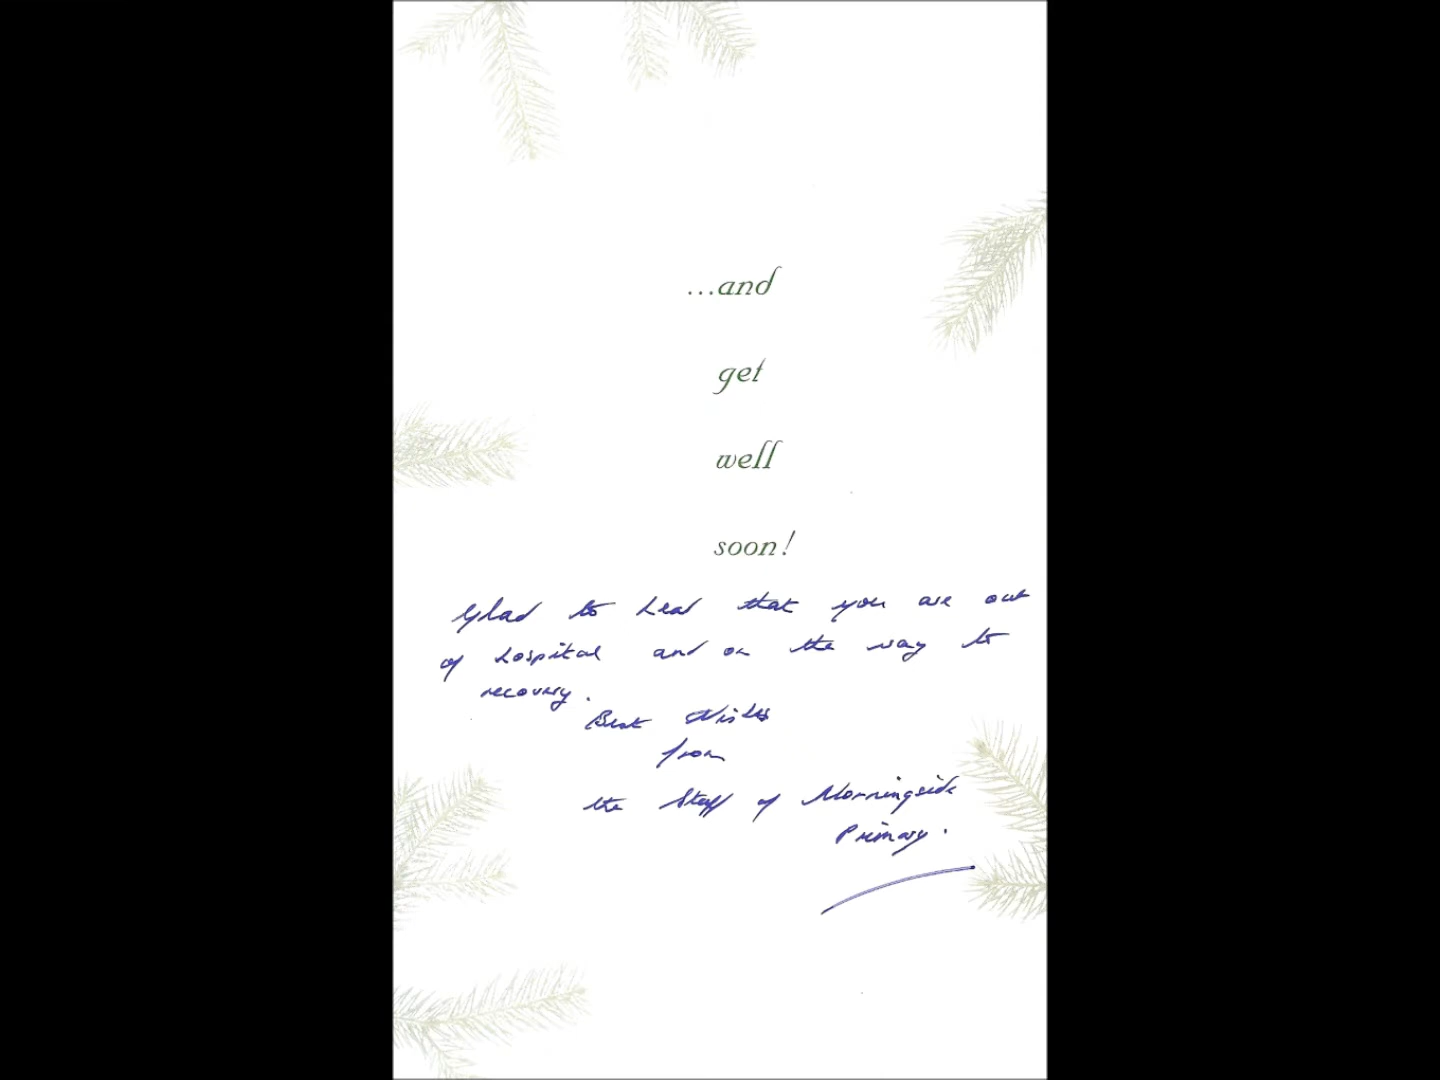 ...and
get
well
soon!
Glad to hear that you are out
of hospital and on the way to
recovery.
Best Wishes
from
the Staff of Morningside
Primary.